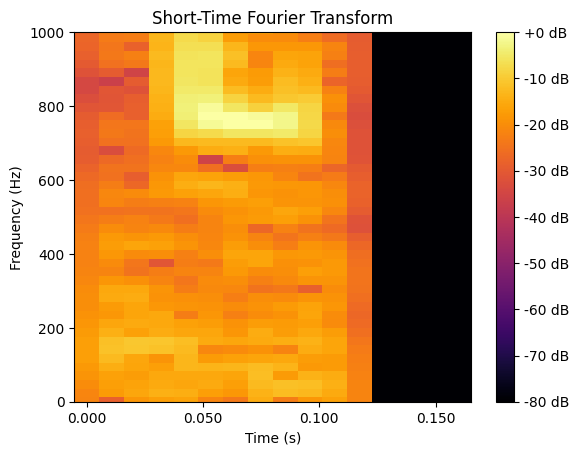 Short-Time Fourier Transform
Frequency (Hz)
1000
800
600
400
200
0
0.000
0.050
0.100
0.150
Time (s)
+0 dB
-10 dB
-20 dB
-30 dB
-40 dB
-50 dB
-60 dB
-70 dB
-80 dB